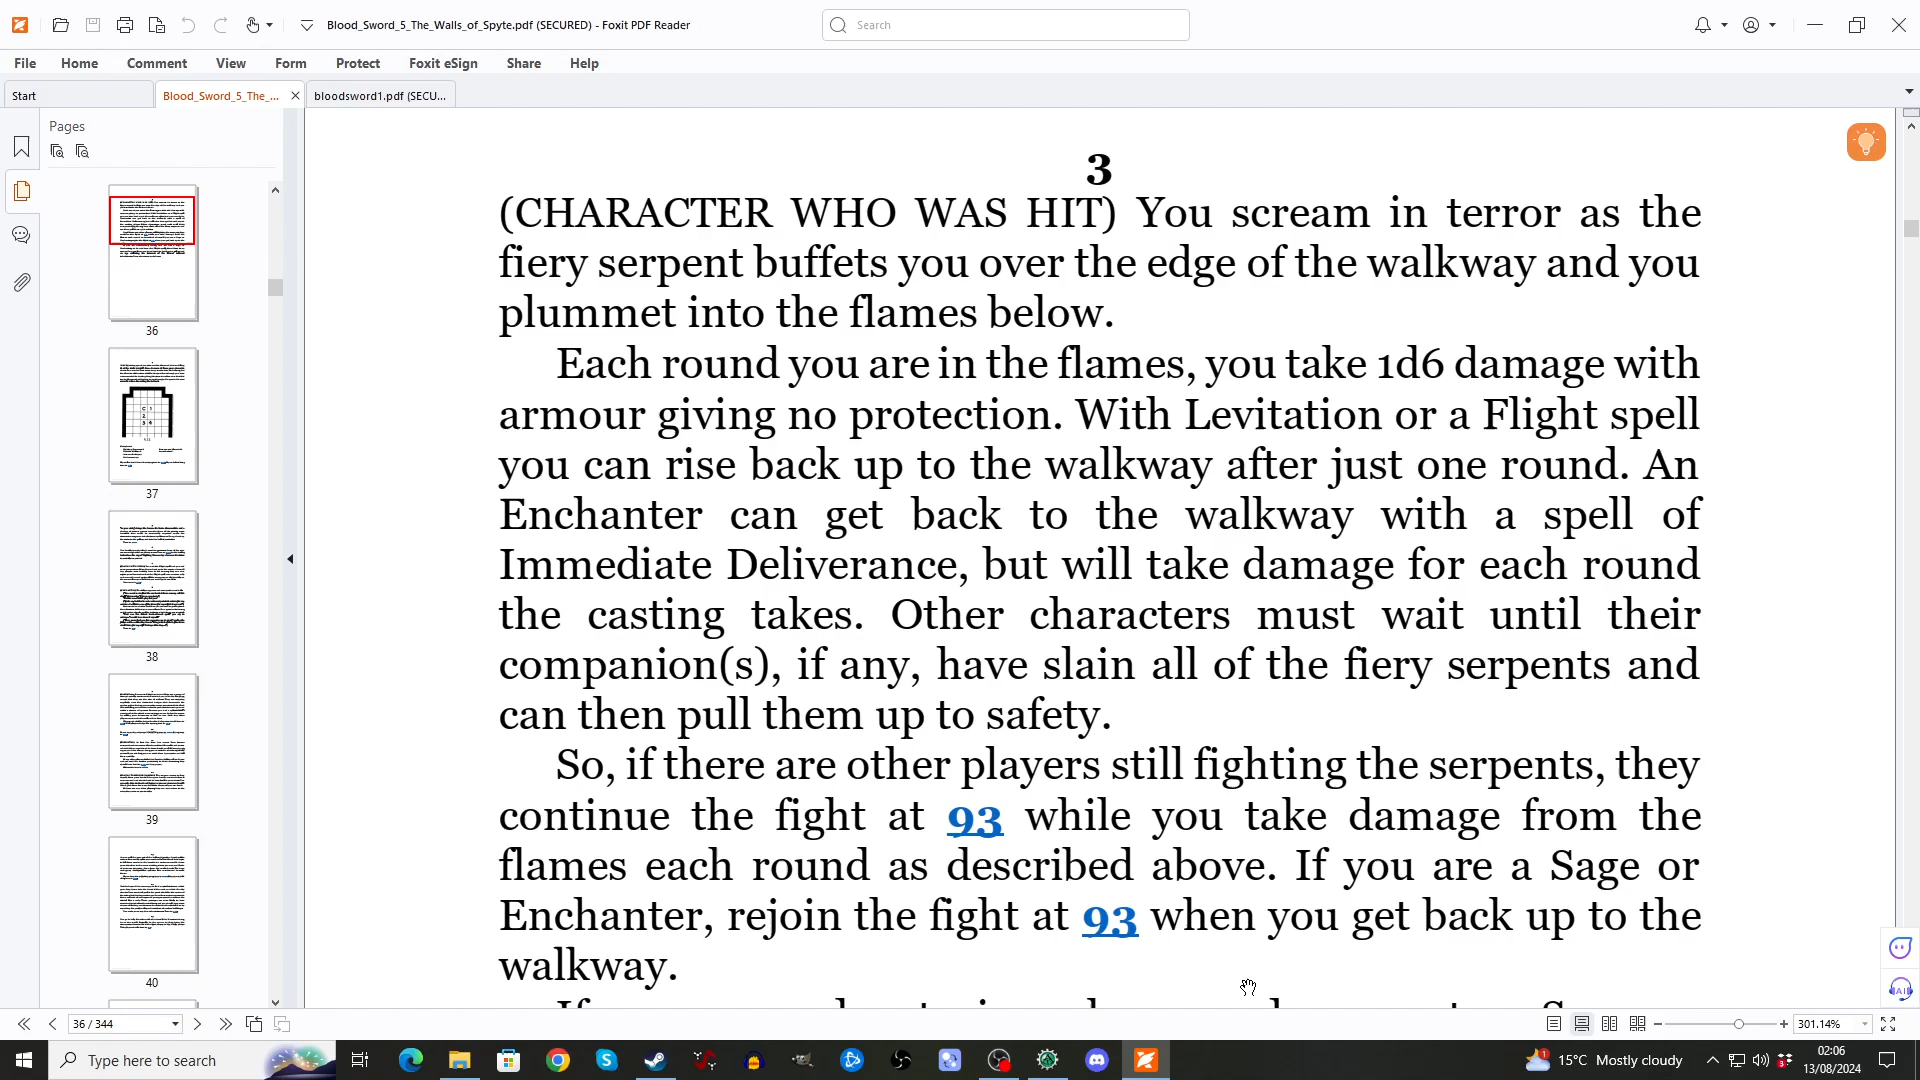 Blood_Sword_5_The_Walls_of_Spyte.pdf (SECURED) - Foxit PDF Reader
Search
File Home Comment View Form Protect Foxit eSign Share Help
Start
Blood_Sword_5_The_...
bloodsword1.pdf (SECU...
Pages
36
37
38
39
40
3
(CHARACTER WHO WAS HIT) You scream in terror as the
fiery serpent buffets you over the edge of the walkway and you
plummet into the flames below.
Each round you are in the flames, you take 1d6 damage with
armour giving no protection. With Levitation or a Flight spell
you can rise back up to the walkway after just one round. An
Enchanter can get back to the walkway with a spell of
Immediate Deliverance, but will take damage for each round
the casting takes. Other characters must wait until their
companion(s), if any, have slain all of the fiery serpents and
can then pull them up to safety.
So, if there are other players still fighting the serpents, they
continue the fight at 93 while you take damage from the
flames each round as described above. If you are a Sage or
Enchanter, rejoin the fight at 93 when you get back up to the
walkway.
36 / 344
301.14%
Type here to search
15°C Mostly cloudy
02:06
13/08/2024